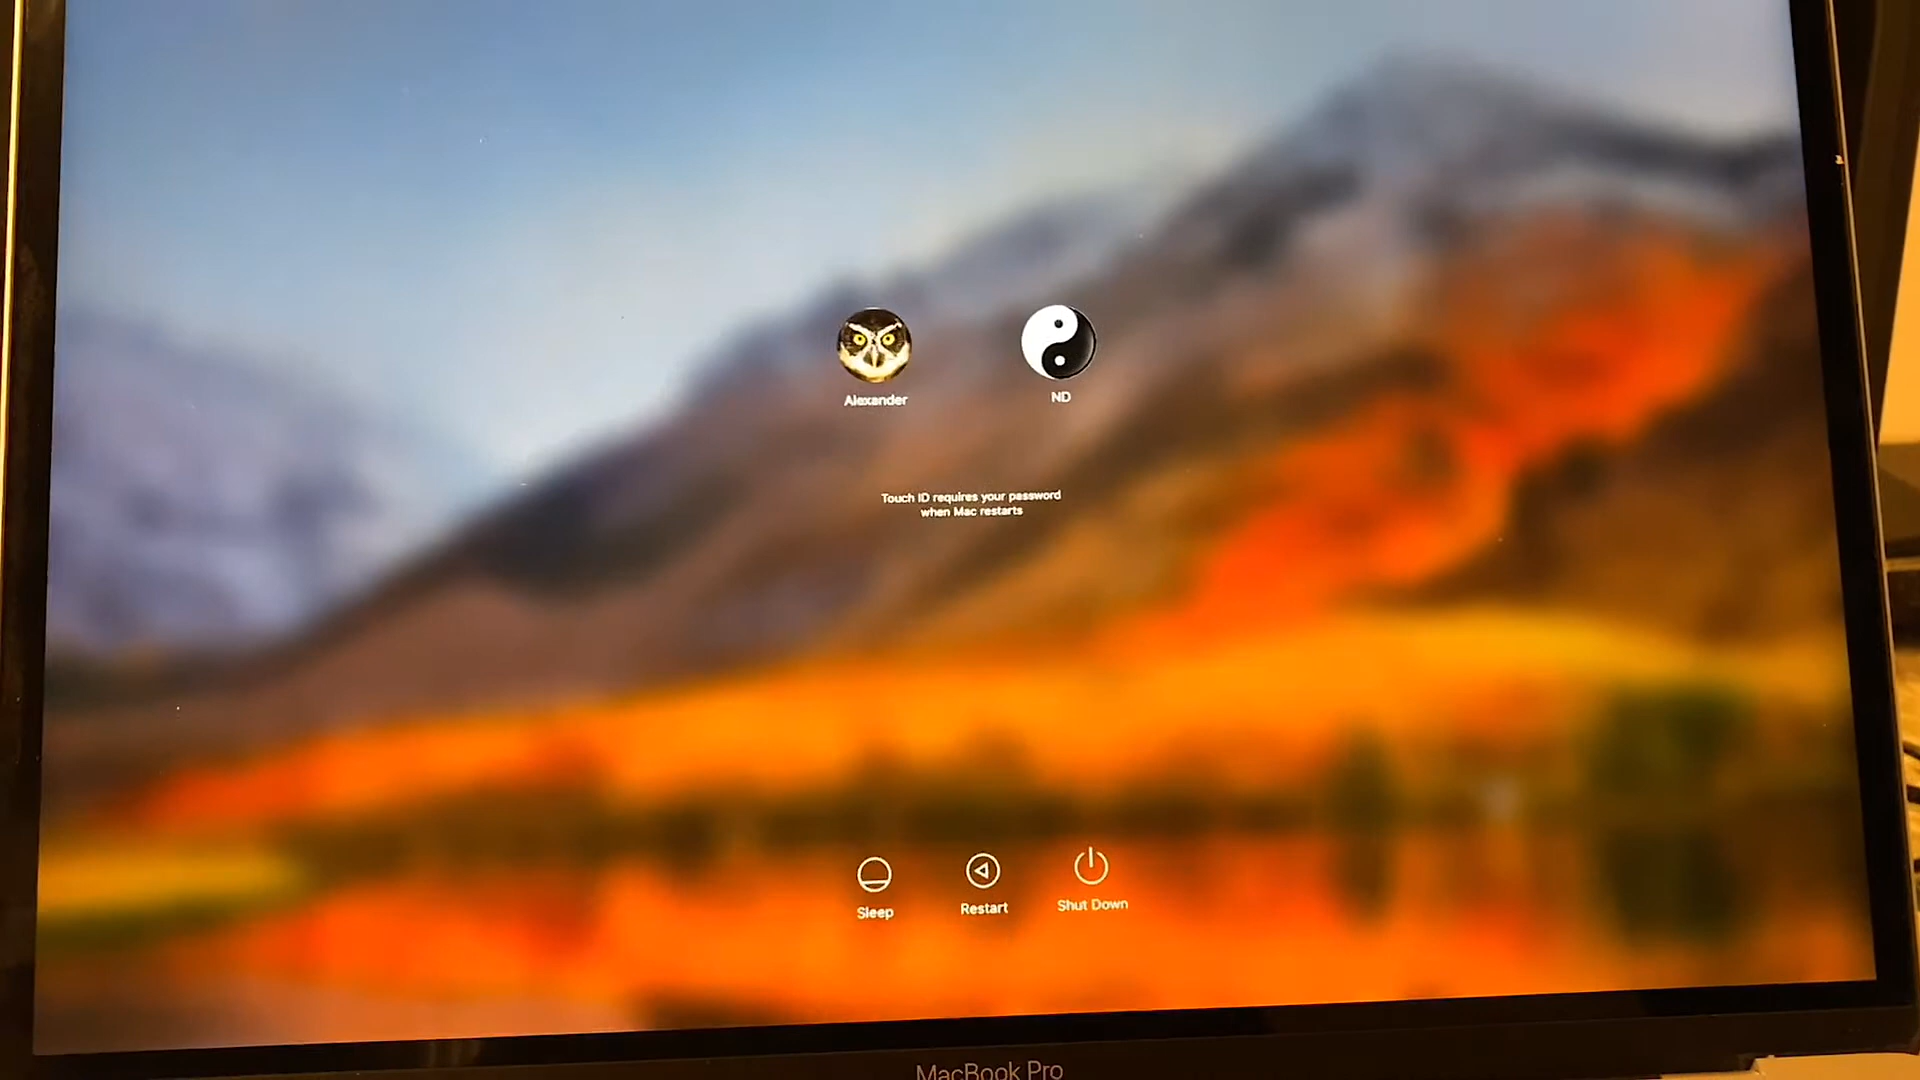 Alexander
ND
Touch ID requires your password
when Mac restarts
Sleep
Restart
Shut Down
MacBook Pro